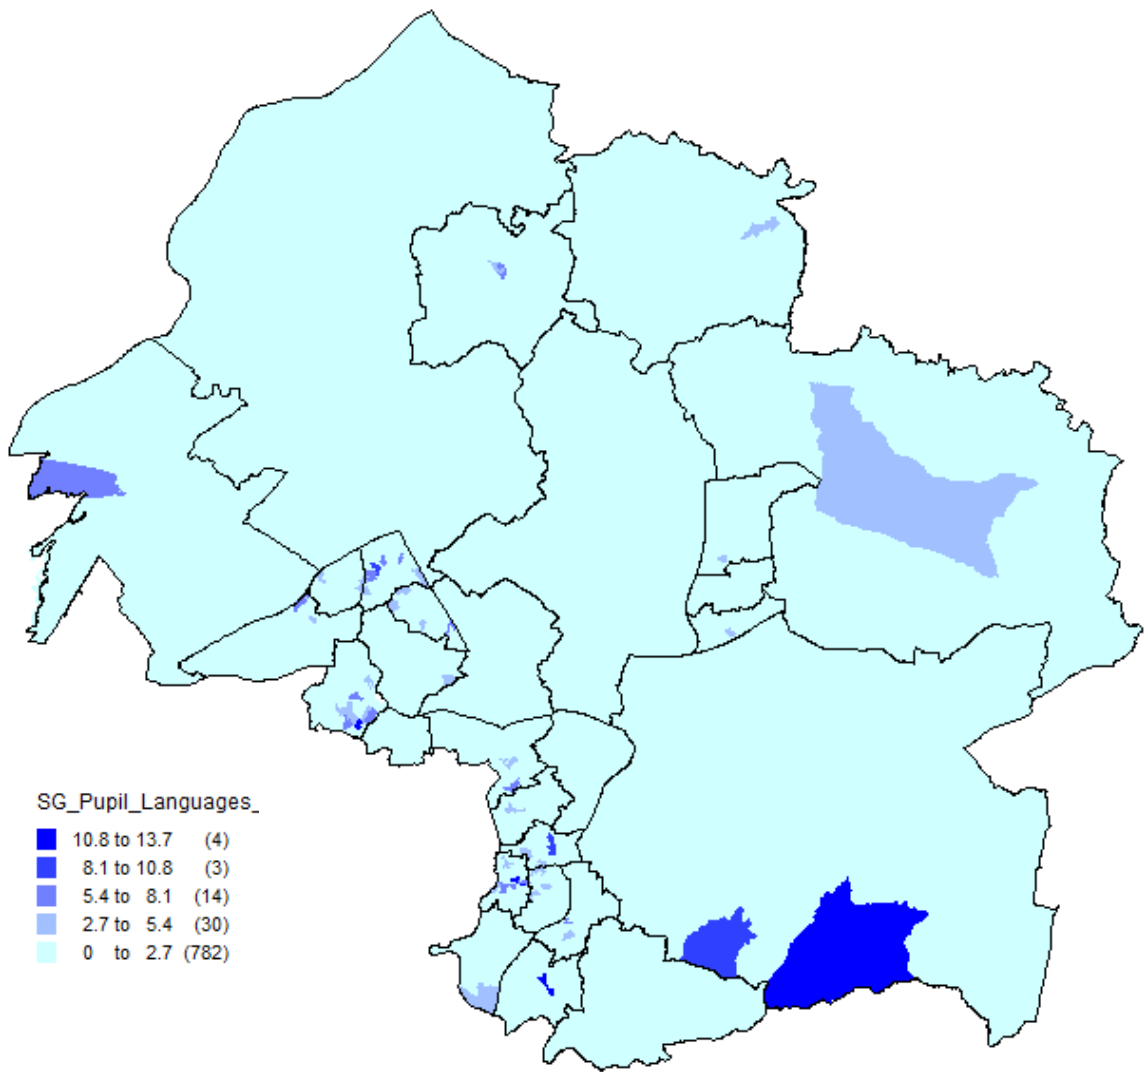 SG_Pupil_Languages_
10.8 to 13.7 (4)
8.1 to 10.8 (3)
5.4 to 8.1 (14)
2.7 to 5.4 (30)
0 to 2.7 (782)